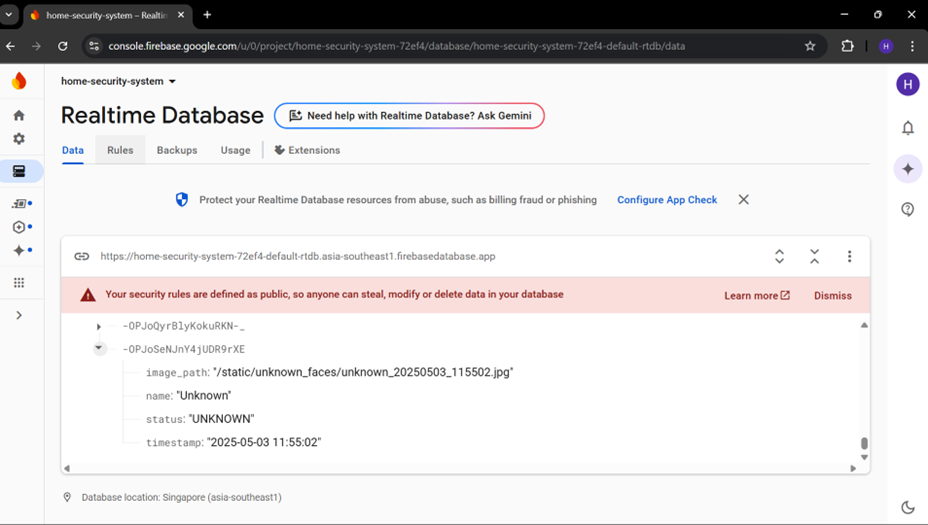 home-security-system – Realtim
console.firebase.google.com/u/0/project/home-security-system-72ef4/database/home-security-system-72ef4-default-rtdb/data
H
home-security-system
H
Realtime Database
Need help with Realtime Database? Ask Gemini
Data Rules Backups Usage Extensions
Protect your Realtime Database resources from abuse, such as billing fraud or phishing Configure App Check
https://home-security-system-72ef4-default-rtdb.asia-southeast1.firebasedatabase.app
Your security rules are defined as public, so anyone can steal, modify or delete data in your database Learn more Dismiss
-OPJoQyrBlyKokuRKN-_
-OPJoSeNJnY4jUDR9rXE
image_path: "/static/unknown_faces/unknown_20250503_115502.jpg"
name: "Unknown"
status: "UNKNOWN"
timestamp: "2025-05-03 11:55:02"
Database location: Singapore (asia-southeast1)